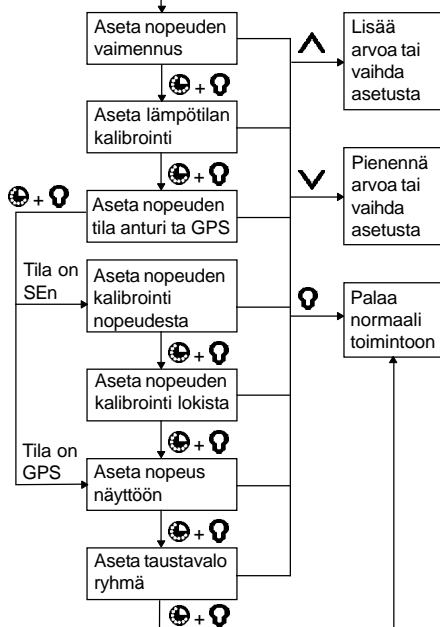 Aseta nopeuden
vaimennus
+
Aseta lämpötilan
kalibrointi
+
+
Aseta nopeuden
tila anturi ta GPS
Tila on
SEn
Aseta nopeuden
kalibrointi
nopeudesta
+
Aseta nopeuden
kalibrointi lokista
+
Tila on
GPS
Aseta nopeus
näyttöön
+
Aseta taustavalo
ryhmä
+
Lisää
arvoa tai
vaihda
asetusta
Pienennä
arvoa tai
vaihda
asetusta
Palaa
normaali
toimintoon